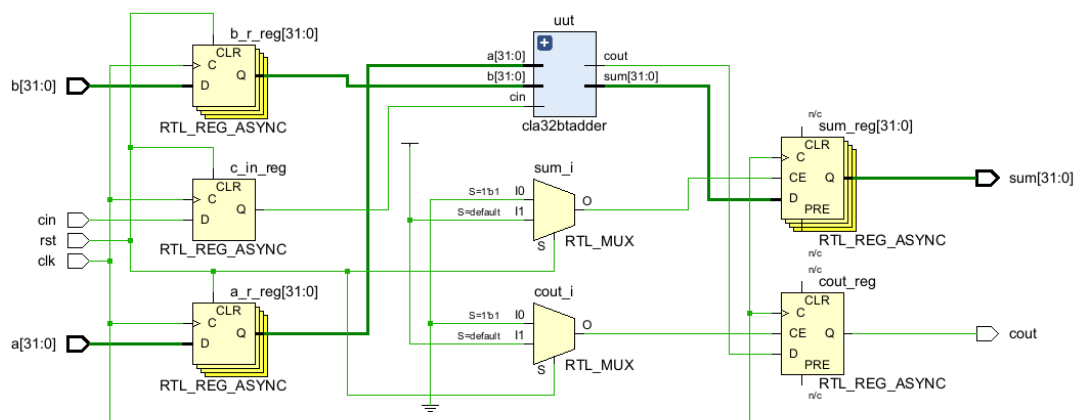 b_r_reg[31:0]
CLR
C
Q
D
RTL_REG_ASYNC
b[31:0]
uut
a[31:0]
b[31:0]
cin
cout
sum[31:0]
cla32btadder
c_in_reg
CLR
C
Q
D
RTL_REG_ASYNC
cin
rst
clk
a_r_reg[31:0]
CLR
C
Q
D
RTL_REG_ASYNC
a[31:0]
sum_i
S=1'b1
I0
S=default
I1
O
S
RTL_MUX
cout_i
S=1'b1
I0
S=default
I1
O
S
RTL_MUX
n/c
sum_reg[31:0]
CLR
C
CE
Q
D
PRE
RTL_REG_ASYNC
n/c
sum[31:0]
n/c
cout_reg
CLR
C
CE
Q
D
PRE
RTL_REG_ASYNC
n/c
cout